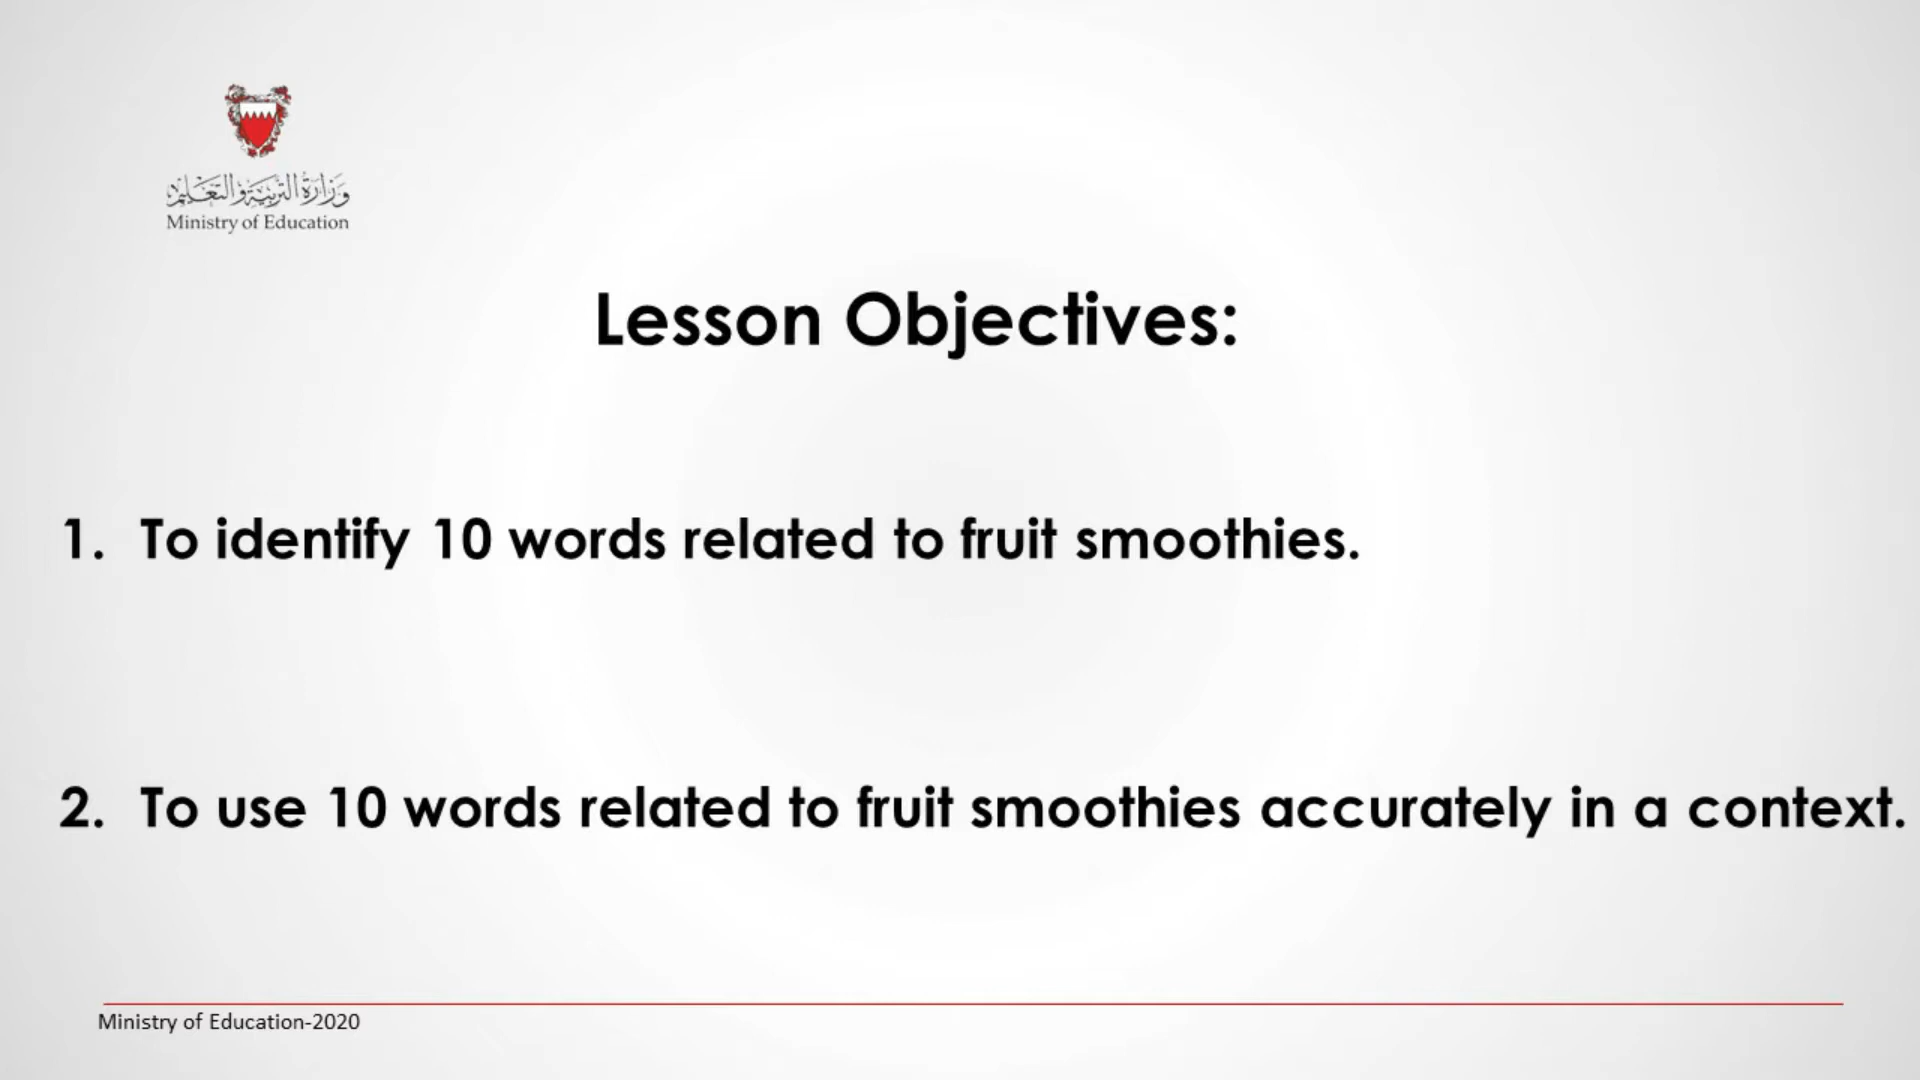 وزارة التربية والتعليم
Ministry of Education
Lesson Objectives:
1. To identify 10 words related to fruit smoothies.
2. To use 10 words related to fruit smoothies accurately in a context.
Ministry of Education-2020